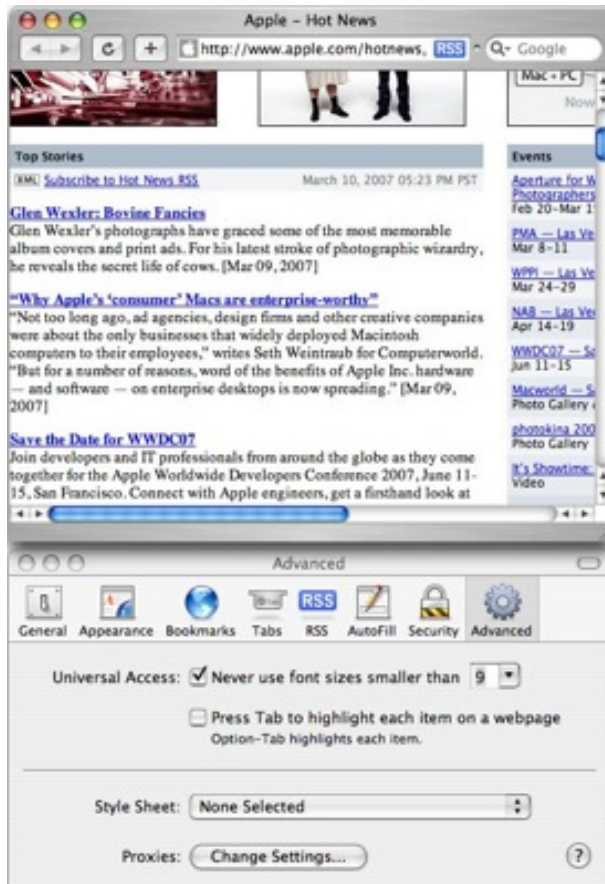 Apple – Hot News
http://www.apple.com/hotnews, RSS Google
Mac + PC
Now
Top Stories
XML Subscribe to Hot News RSS March 10, 2007 05:23 PM PST
Glen Wexler: Bovine Fancies
Glen Wexler's photographs have graced some of the most memorable
album covers and print ads. For his latest stroke of photographic wizardry,
he reveals the secret life of cows. [Mar 09, 2007]
“Why Apple's ‘consumer’ Macs are enterprise-worthy”
“Not too long ago, ad agencies, design firms and other creative companies
were about the only businesses that widely deployed Macintosh
computers to their employees,” writes Seth Weintraub for Computerworld.
“But for a number of reasons, word of the benefits of Apple Inc. hardware
— and software — on enterprise desktops is now spreading.” [Mar 09,
2007]
Save the Date for WWDC07
Join developers and IT professionals from around the globe as they come
together for the Apple Worldwide Developers Conference 2007, June 11-
15, San Francisco. Connect with Apple engineers, get a firsthand look at
Events
Aperture for W
Photographers
Feb 20-Mar 1
PMA — Las Ve
Mar 8-11
WPPI — Las Ve
Mar 24-29
NAB — Las Ve
Apr 14-19
WWDC07 — Sa
Jun 11-15
Macworld — S
Photo Gallery
photokina 200
Photo Gallery
It's Showtime:
Video
Advanced
General Appearance Bookmarks Tabs RSS AutoFill Security Advanced
Universal Access: Never use font sizes smaller than 9
Press Tab to highlight each item on a webpage
Option-Tab highlights each item.
Style Sheet: None Selected
Proxies: Change Settings... ?